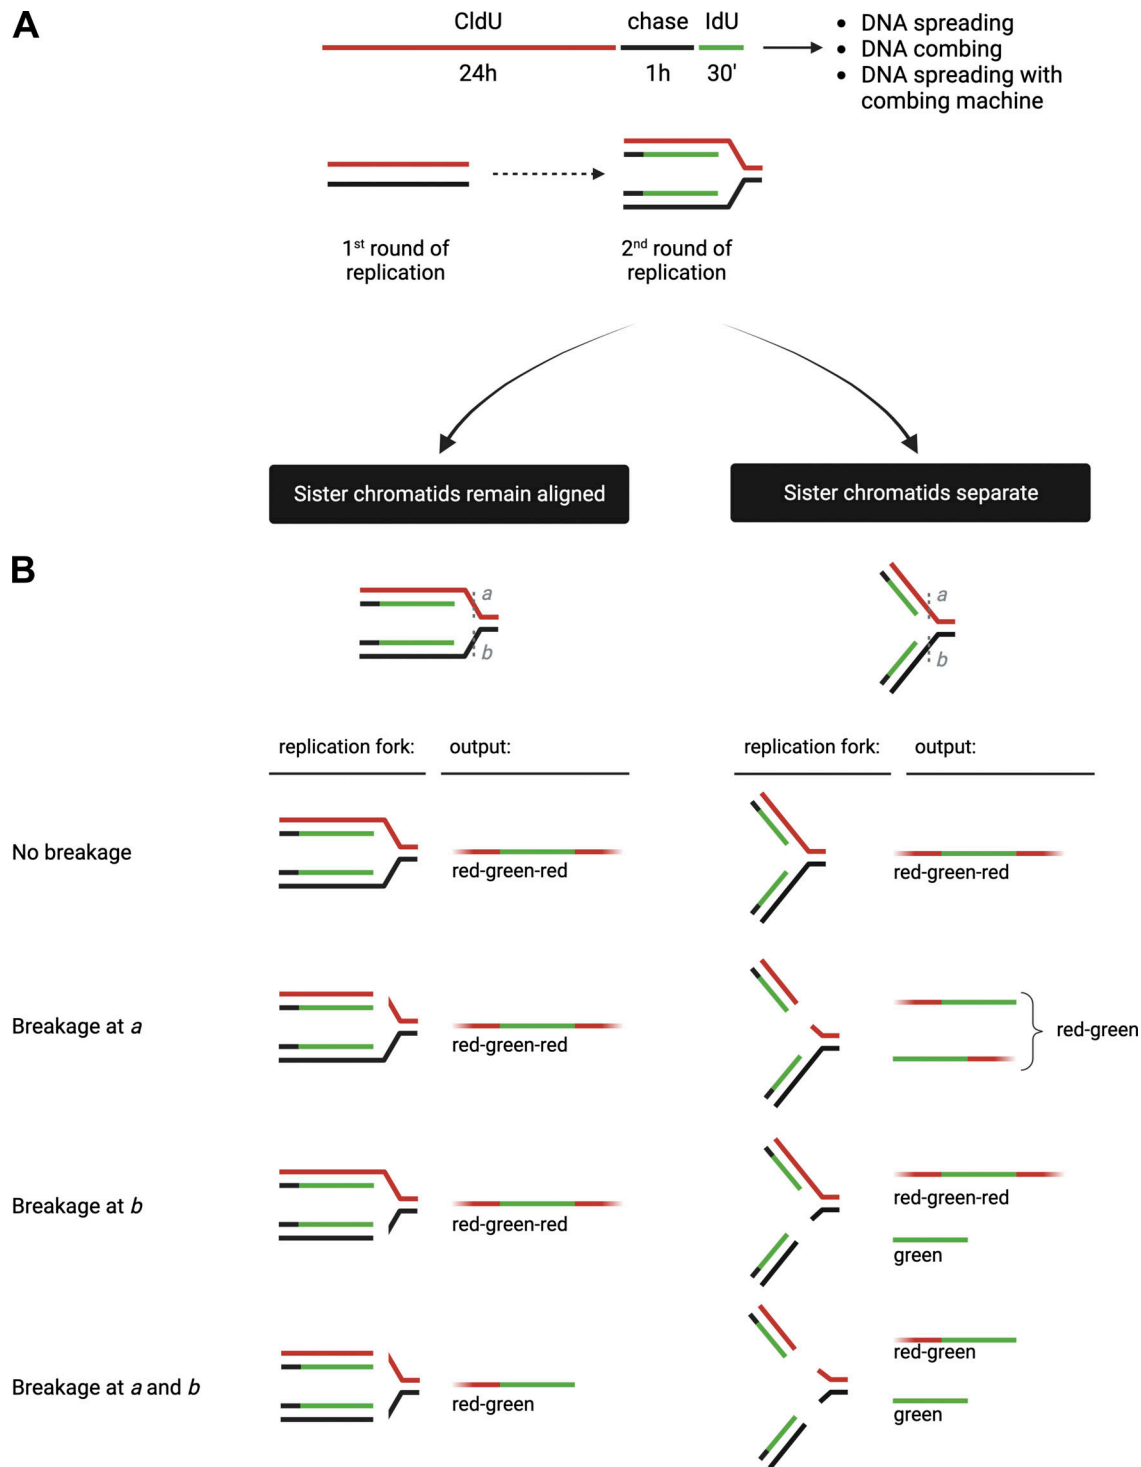 A
CldU chase IdU
24h 1h 30'
• DNA spreading
• DNA combing
• DNA spreading with
combing machine
1st round of
replication
2nd round of
replication
Sister chromatids remain aligned
Sister chromatids separate
B
a
b
a
b
replication fork: output:
replication fork: output:
No breakage
red-green-red
red-green-red
Breakage at a
red-green-red
red-green
Breakage at b
red-green-red
red-green-red
green
Breakage at a and b
red-green
red-green
green